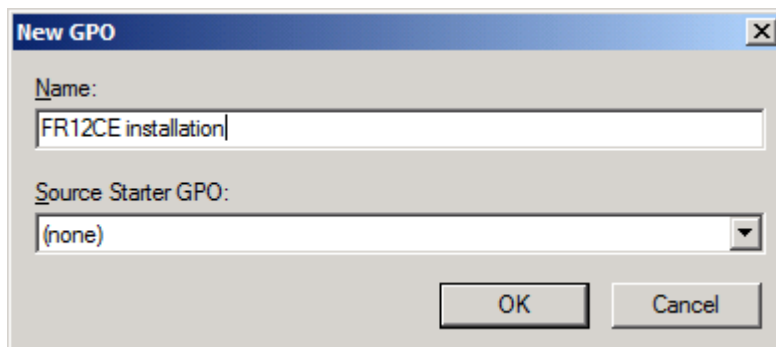 New GPO
Name:
FR12CE installation
Source Starter GPO:
(none)
OK Cancel